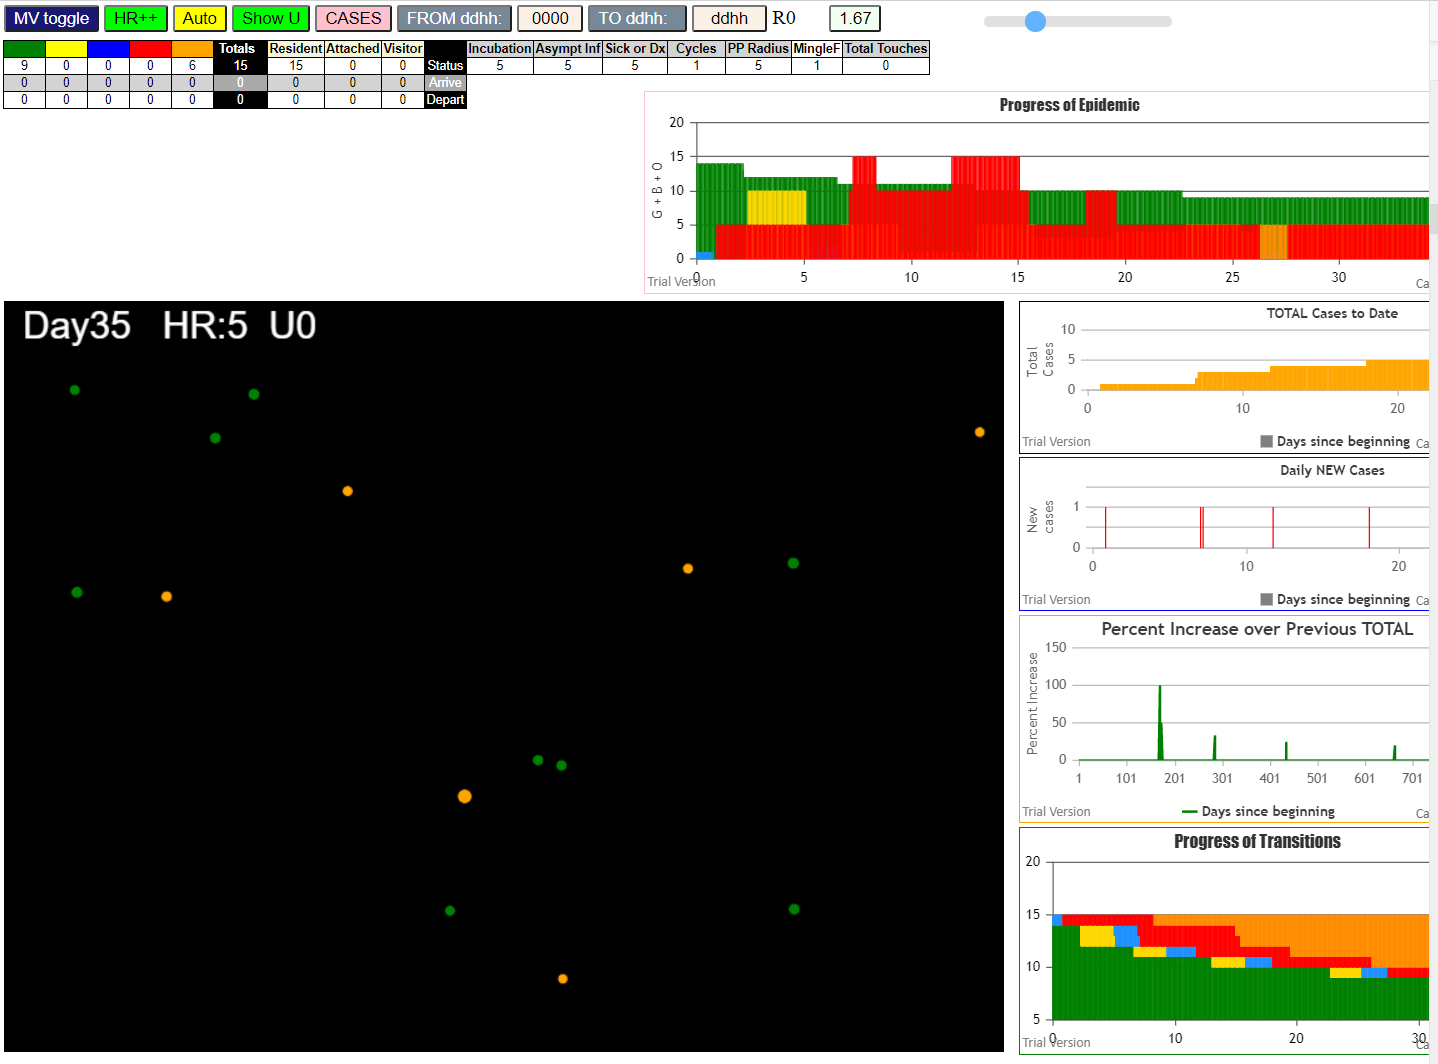 MV toggle HR++ Auto Show U CASES FROM ddhh: 0000 TO ddhh: ddhh R0 1.67
Totals Resident Attached Visitor Incubation Asympt Inf Sick or Dx Cycles PP Radius MingleF Total Touches
9 0 0 0 6 15 15 0 0 Status 5 5 5 1 5 1 0
0 0 0 0 0 0 0 0 0 Arrive
0 0 0 0 0 0 0 0 0 Depart
Progress of Epidemic
20
15
10
5
0
G + B + O
0 5 10 15 20 25 30
Trial Version Ca
Day35 HR:5 U0
TOTAL Cases to Date
10
5
0
Total
Cases
0 10 20
Days since beginning
Trial Version Ca
Daily NEW Cases
1
0
New
cases
0 10 20
Days since beginning
Trial Version Ca
Percent Increase over Previous TOTAL
150
100
50
0
Percent Increase
1 101 201 301 401 501 601 701
Days since beginning
Trial Version Ca
Progress of Transitions
20
15
10
5
0 10 20 30
Trial Version Ca